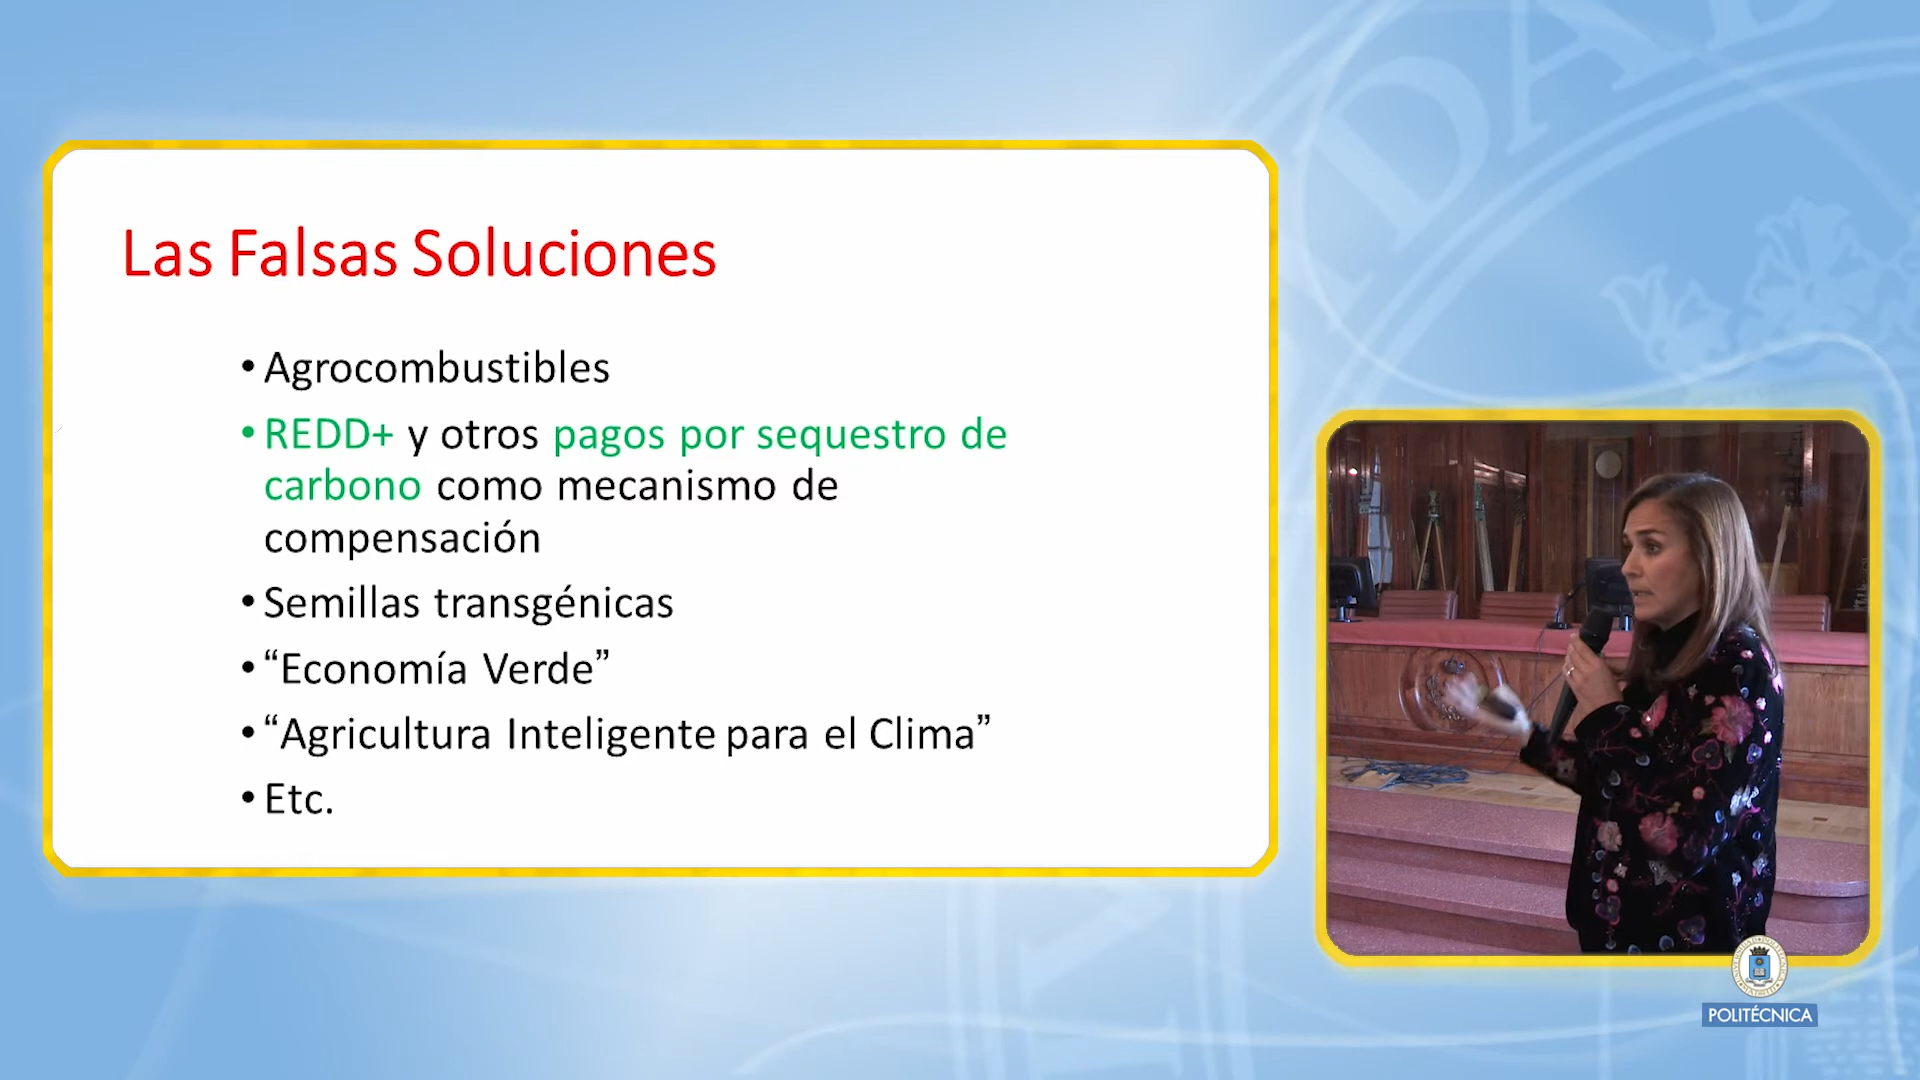 Las Falsas Soluciones
• Agrocombustibles
• REDD+ y otros pagos por sequestro de
carbono como mecanismo de
compensación
• Semillas transgénicas
• “Economía Verde”
• “Agricultura Inteligente para el Clima”
• Etc.
POLITÉCNICA